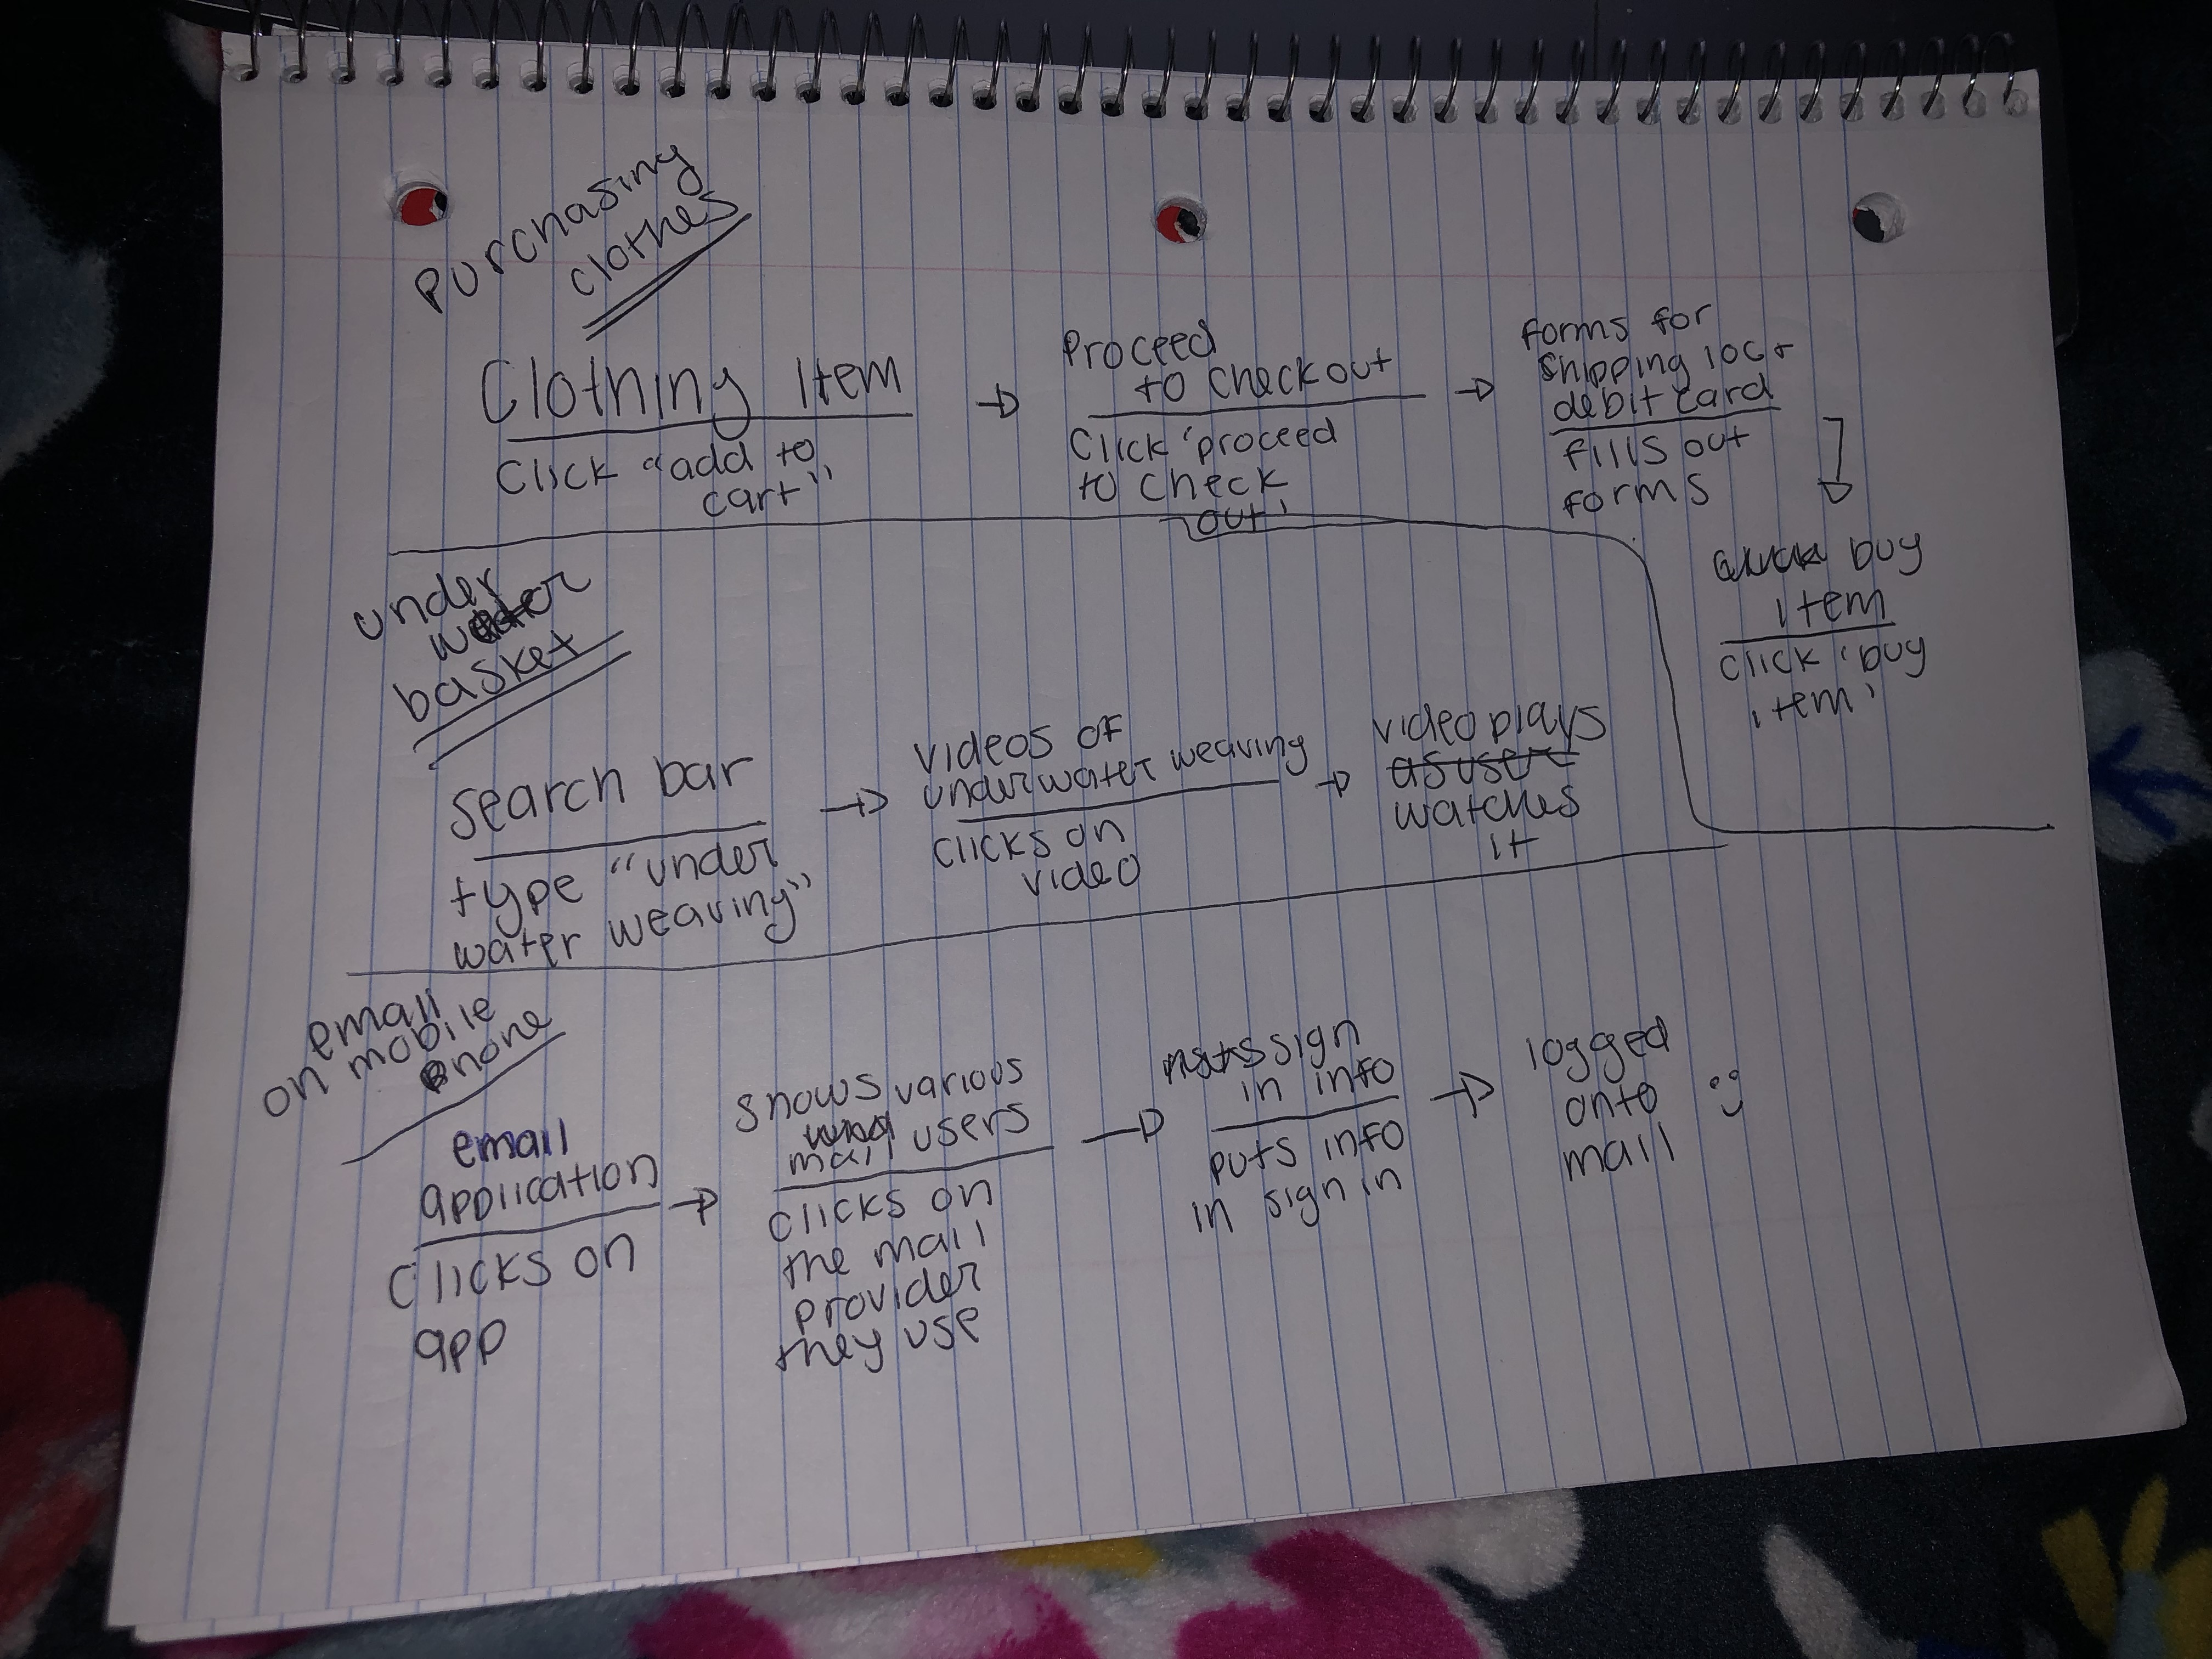 purchasing
clothes
Clothing Item
Click "add to
cart"
Proceed
to checkout
Click 'proceed
to check
out'
forms for
shipping loc +
debit card
fills out
forms
buy
item
click 'buy
item'
under
water
basket
search bar
type "under
water weaving"
videos of
underwater weaving
clicks on
video
video plays
as user
watches
it
email
on mobile
phone
email
application
clicks on
app
shows various
mail users
clicks on
the mail
provider
they use
sign
in info
puts info
in sign in
logged
onto
mail